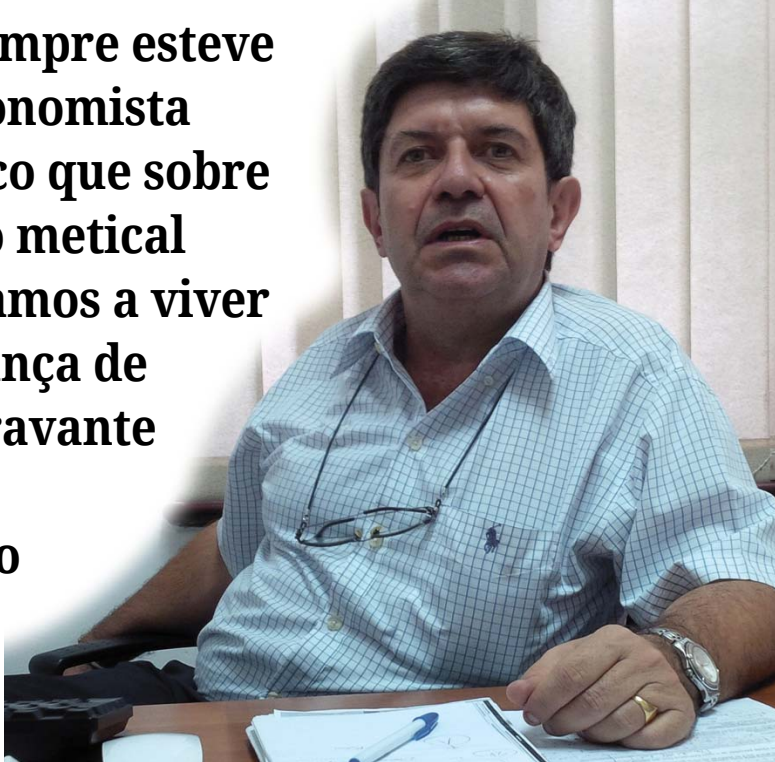 mpre esteve
onomista
co que sobre
o metical
amos a viver
nça de
avante
o